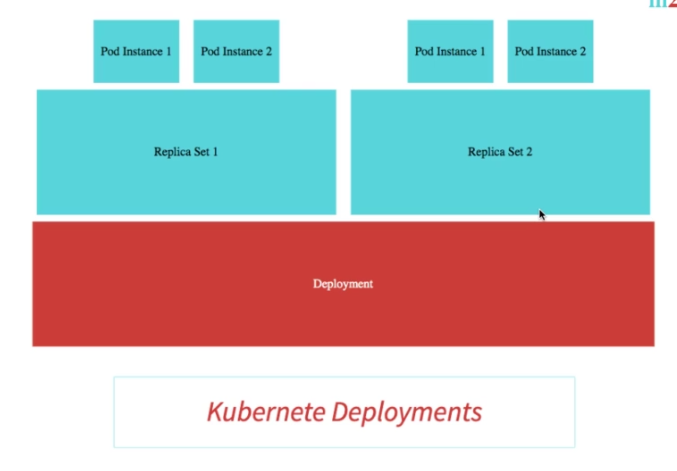 Pod Instance 1 Pod Instance 2 Pod Instance 1 Pod Instance 2
Replica Set 1 Replica Set 2
Deployment
Kubernete Deployments